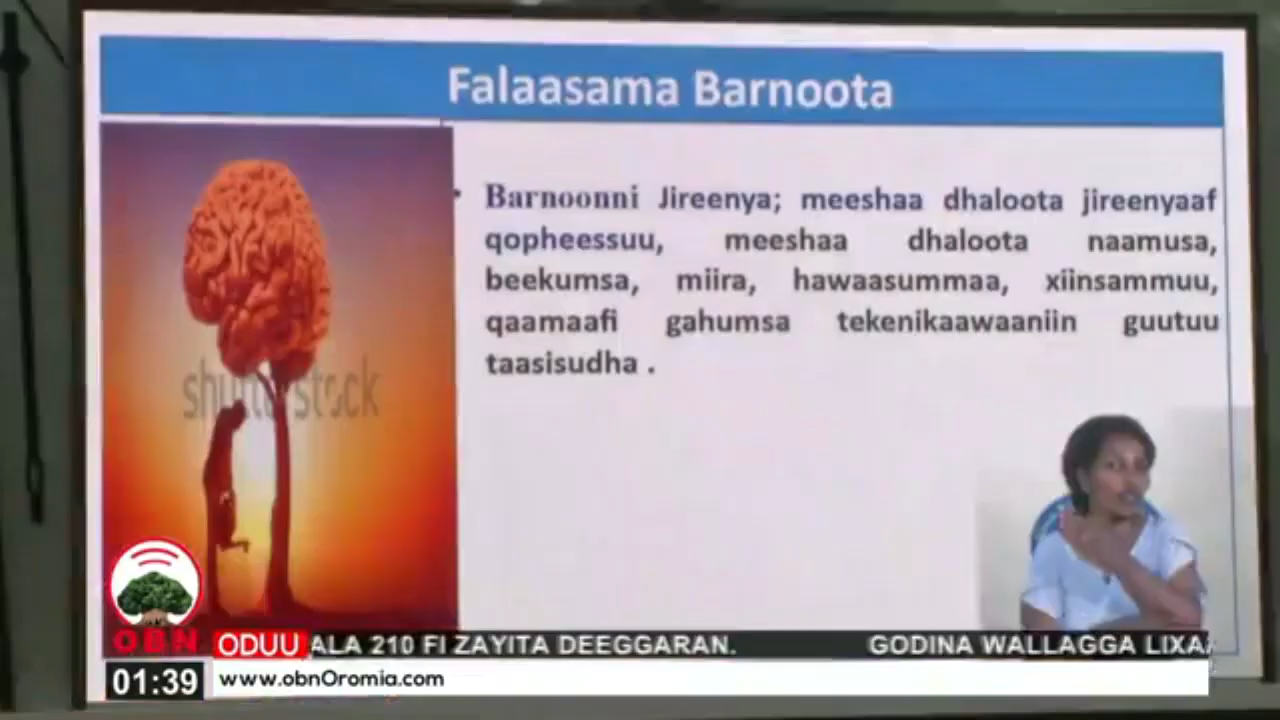 Falaasama Barnoota
• Barnoonni Jireenya; meeshaa dhaloota jireenyaaf
qopheessuu, meeshaa dhaloota naamusa,
beekumsa, miira, hawaasummaa, xiinsammuu,
qaamaafi gahumsa tekenikaawaaniin guutuu
taasisudha .
shutterstock
OBN
ODUU ALA 210 FI ZAYITA DEEGGARAN. GODINA WALLAGGA LIXA
01:39 www.obnOromia.com